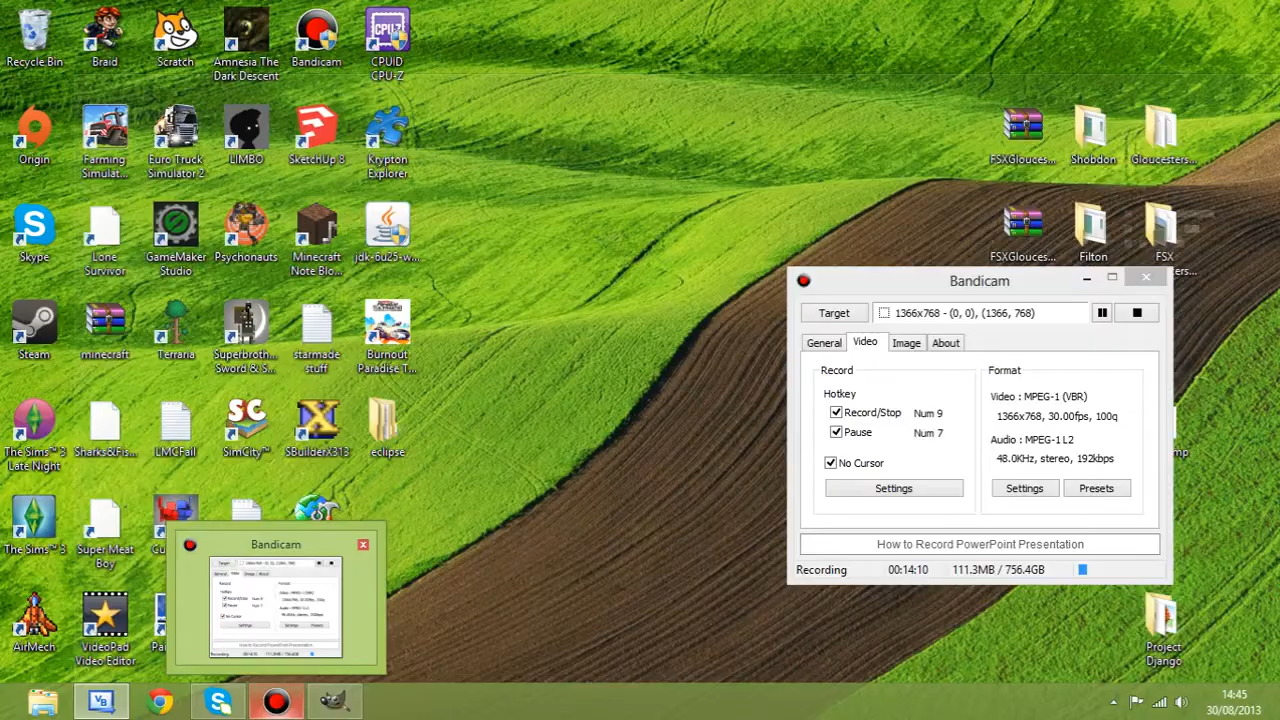 Recycle Bin
Braid
Scratch
Amnesia The
Dark Descent
Bandicam
CPUID
CPU-Z
Origin
Farming
Simulat...
Euro Truck
Simulator 2
LIMBO
SketchUp 8
Krypton
Explorer
FSXGlouces...
Shobdon
Gloucesters...
Skype
Lone
Survivor
GameMaker
Studio
Psychonauts
Minecraft
Note Blo...
jdk-6u25-w...
FSXGlouces...
Filton
FSX
Steam
minecraft
Terraria
Superbroth...
Sword & S...
starmade
stuff
Burnout
Paradise T...
The Sims™ 3
Late Night
Sharks&Fis...
LMCFail
SimCity™
SBuilderX313
eclipse
The Sims™ 3
Super Meat
Boy
AirMech
VideoPad
Video Editor
Project
Django
Bandicam
Target
1366x768 - (0, 0), (1366, 768)
General
Video
Image
About
Record
Hotkey
Record/Stop
Num 9
Pause
Num 7
No Cursor
Settings
Format
Video : MPEG-1 (VBR)
1366x768, 30.00fps, 100q
Audio : MPEG-1 L2
48.0KHz, stereo, 192kbps
Settings
Presets
How to Record PowerPoint Presentation
Recording
00:14:10
111.3MB / 736.4GB
Bandicam
14:45
30/08/2013